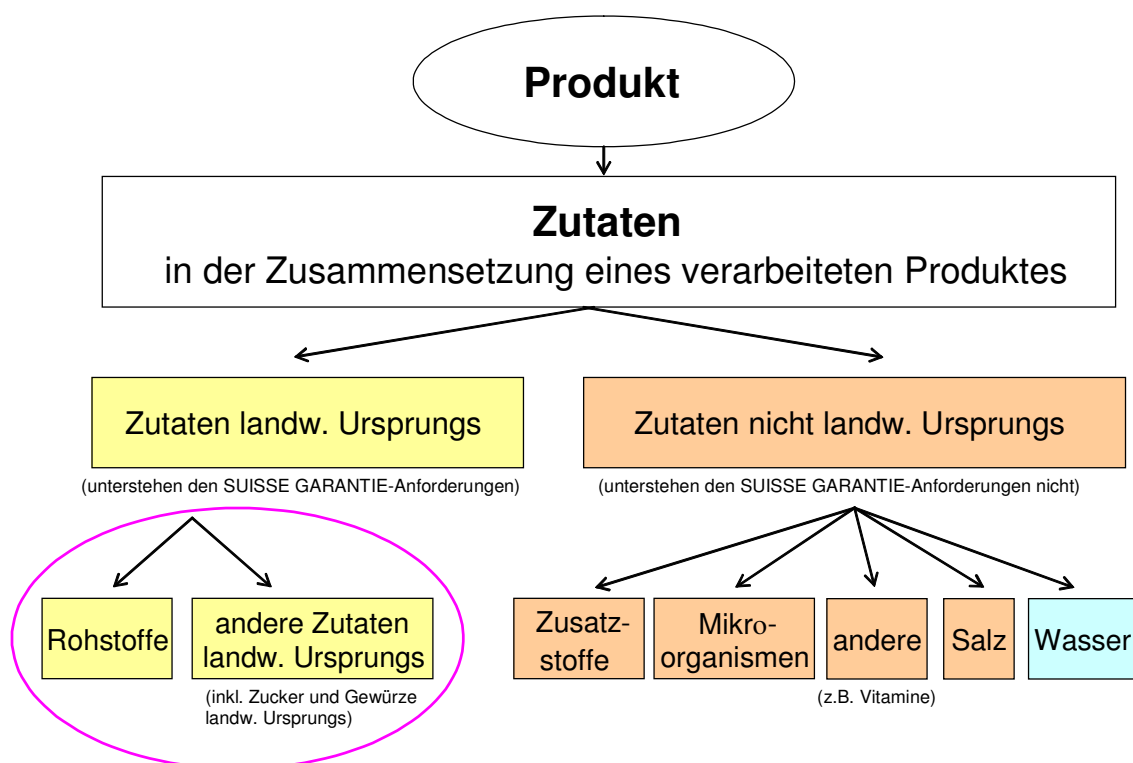 Produkt
Zutaten
in der Zusammensetzung eines verarbeiteten Produktes
Zutaten landw. Ursprungs
(unterstehen den SUISSE GARANTIE-Anforderungen)
Zutaten nicht landw. Ursprungs
(unterstehen den SUISSE GARANTIE-Anforderungen nicht)
Rohstoffe
andere Zutaten
landw. Ursprungs
(inkl. Zucker und Gewürze
landw. Ursprungs)
Zusatz-
stoffe
Mikro-
organismen
andere
(z.B. Vitamine)
Salz
Wasser